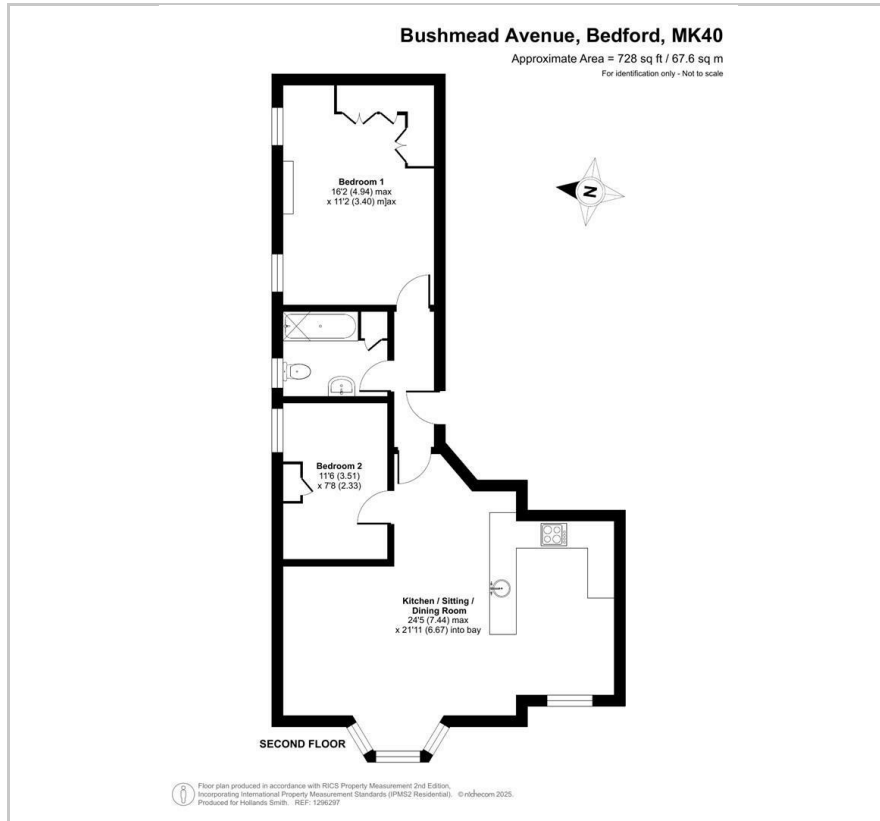 Bushmead Avenue, Bedford, MK40
Approximate Area = 728 sq ft / 67.6 sq m
For identification only - Not to scale
Bedroom 1
16'2 (4.94) max
x 11'2 (3.40) m]ax
N
Bedroom 2
11'6 (3.51)
x 7'8 (2.33)
Kitchen / Sitting /
Dining Room
24'5 (7.44) max
x 21'11 (6.67) into bay
SECOND FLOOR
Floor plan produced in accordance with RICS Property Measurement 2nd Edition,
Incorporating International Property Measurement Standards (IPMS2 Residential). © ntchecom 2025.
Produced for Hollands Smith. REF: 1296297